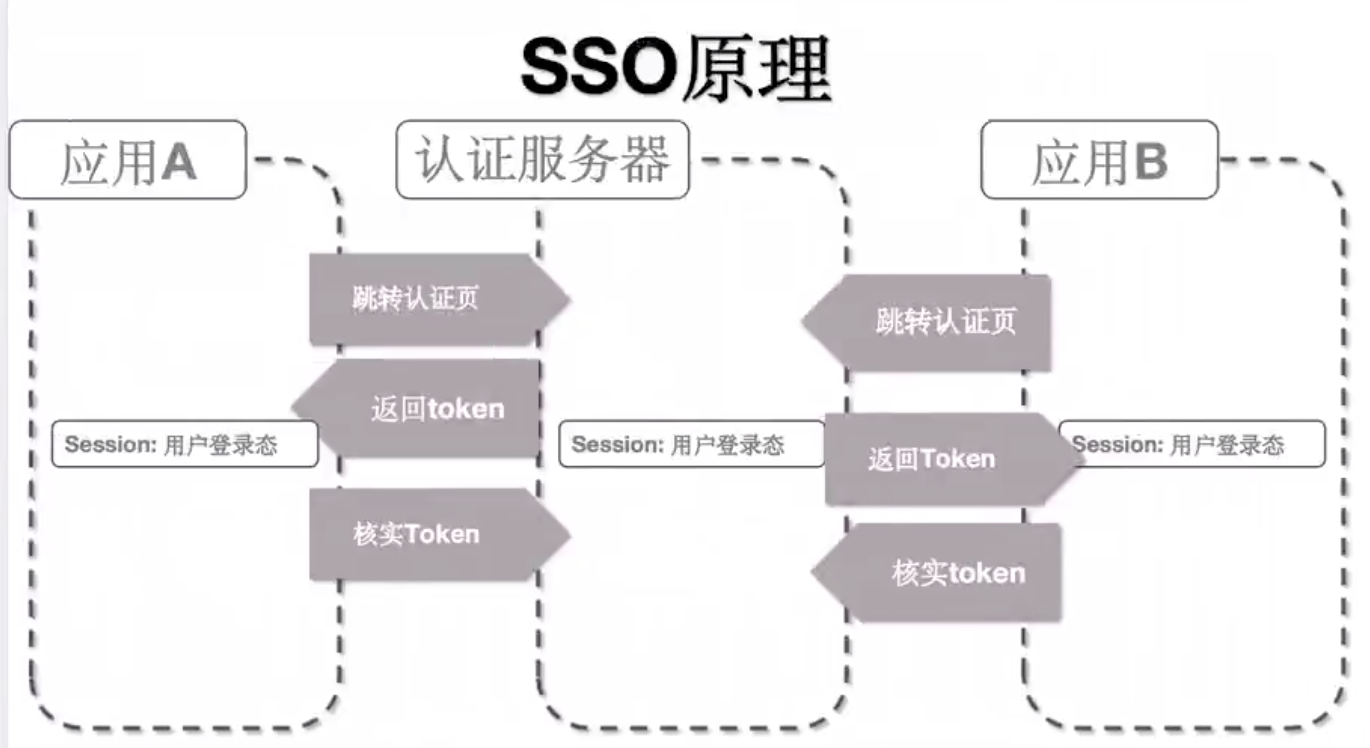 SSO原理
应用A
认证服务器
应用B
跳转认证页
跳转认证页
返回token
Session: 用户登录态
Session: 用户登录态
返回Token
Session: 用户登录态
核实Token
核实token